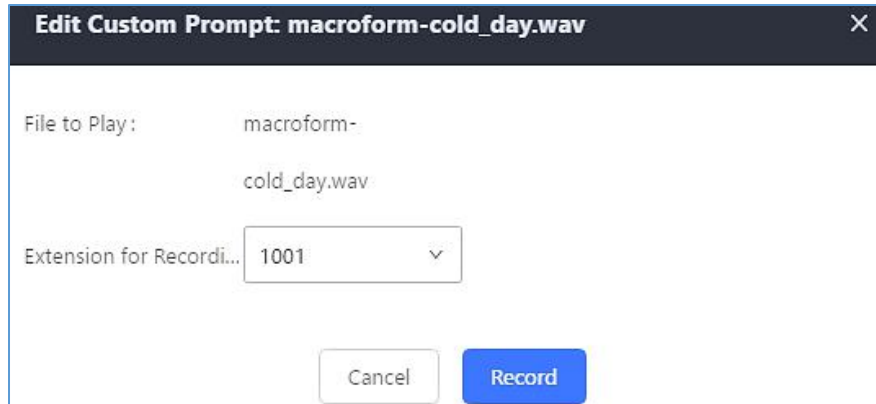 Edit Custom Prompt: macroform-cold_day.wav
File to Play : macroform-
cold_day.wav
Extension for Recordi... 1001
Cancel Record